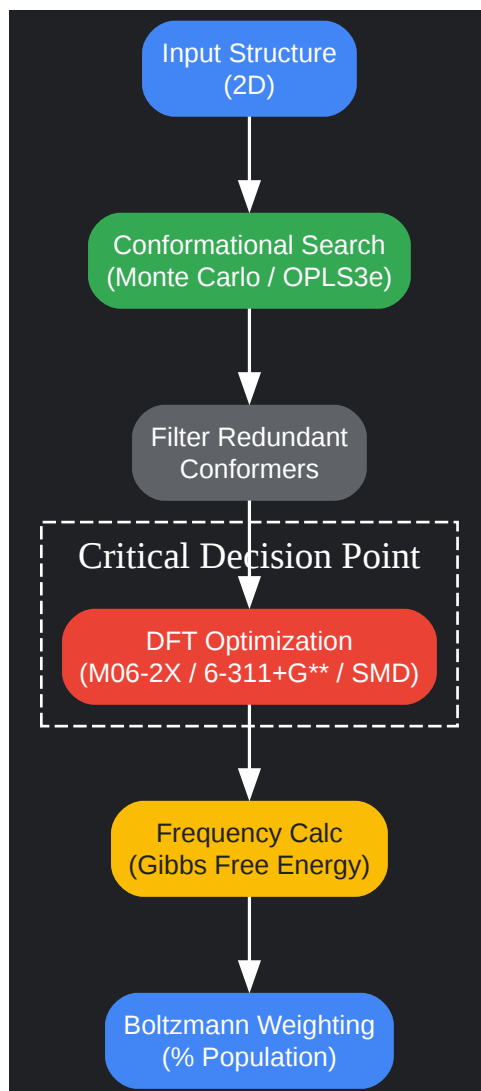 Input Structure
(2D)
Conformational Search
(Monte Carlo / OPLS3e)
Filter Redundant
Conformers
Critical Decision Point
DFT Optimization
(M06-2X / 6-311+G** / SMD)
Frequency Calc
(Gibbs Free Energy)
Boltzmann Weighting
(% Population)